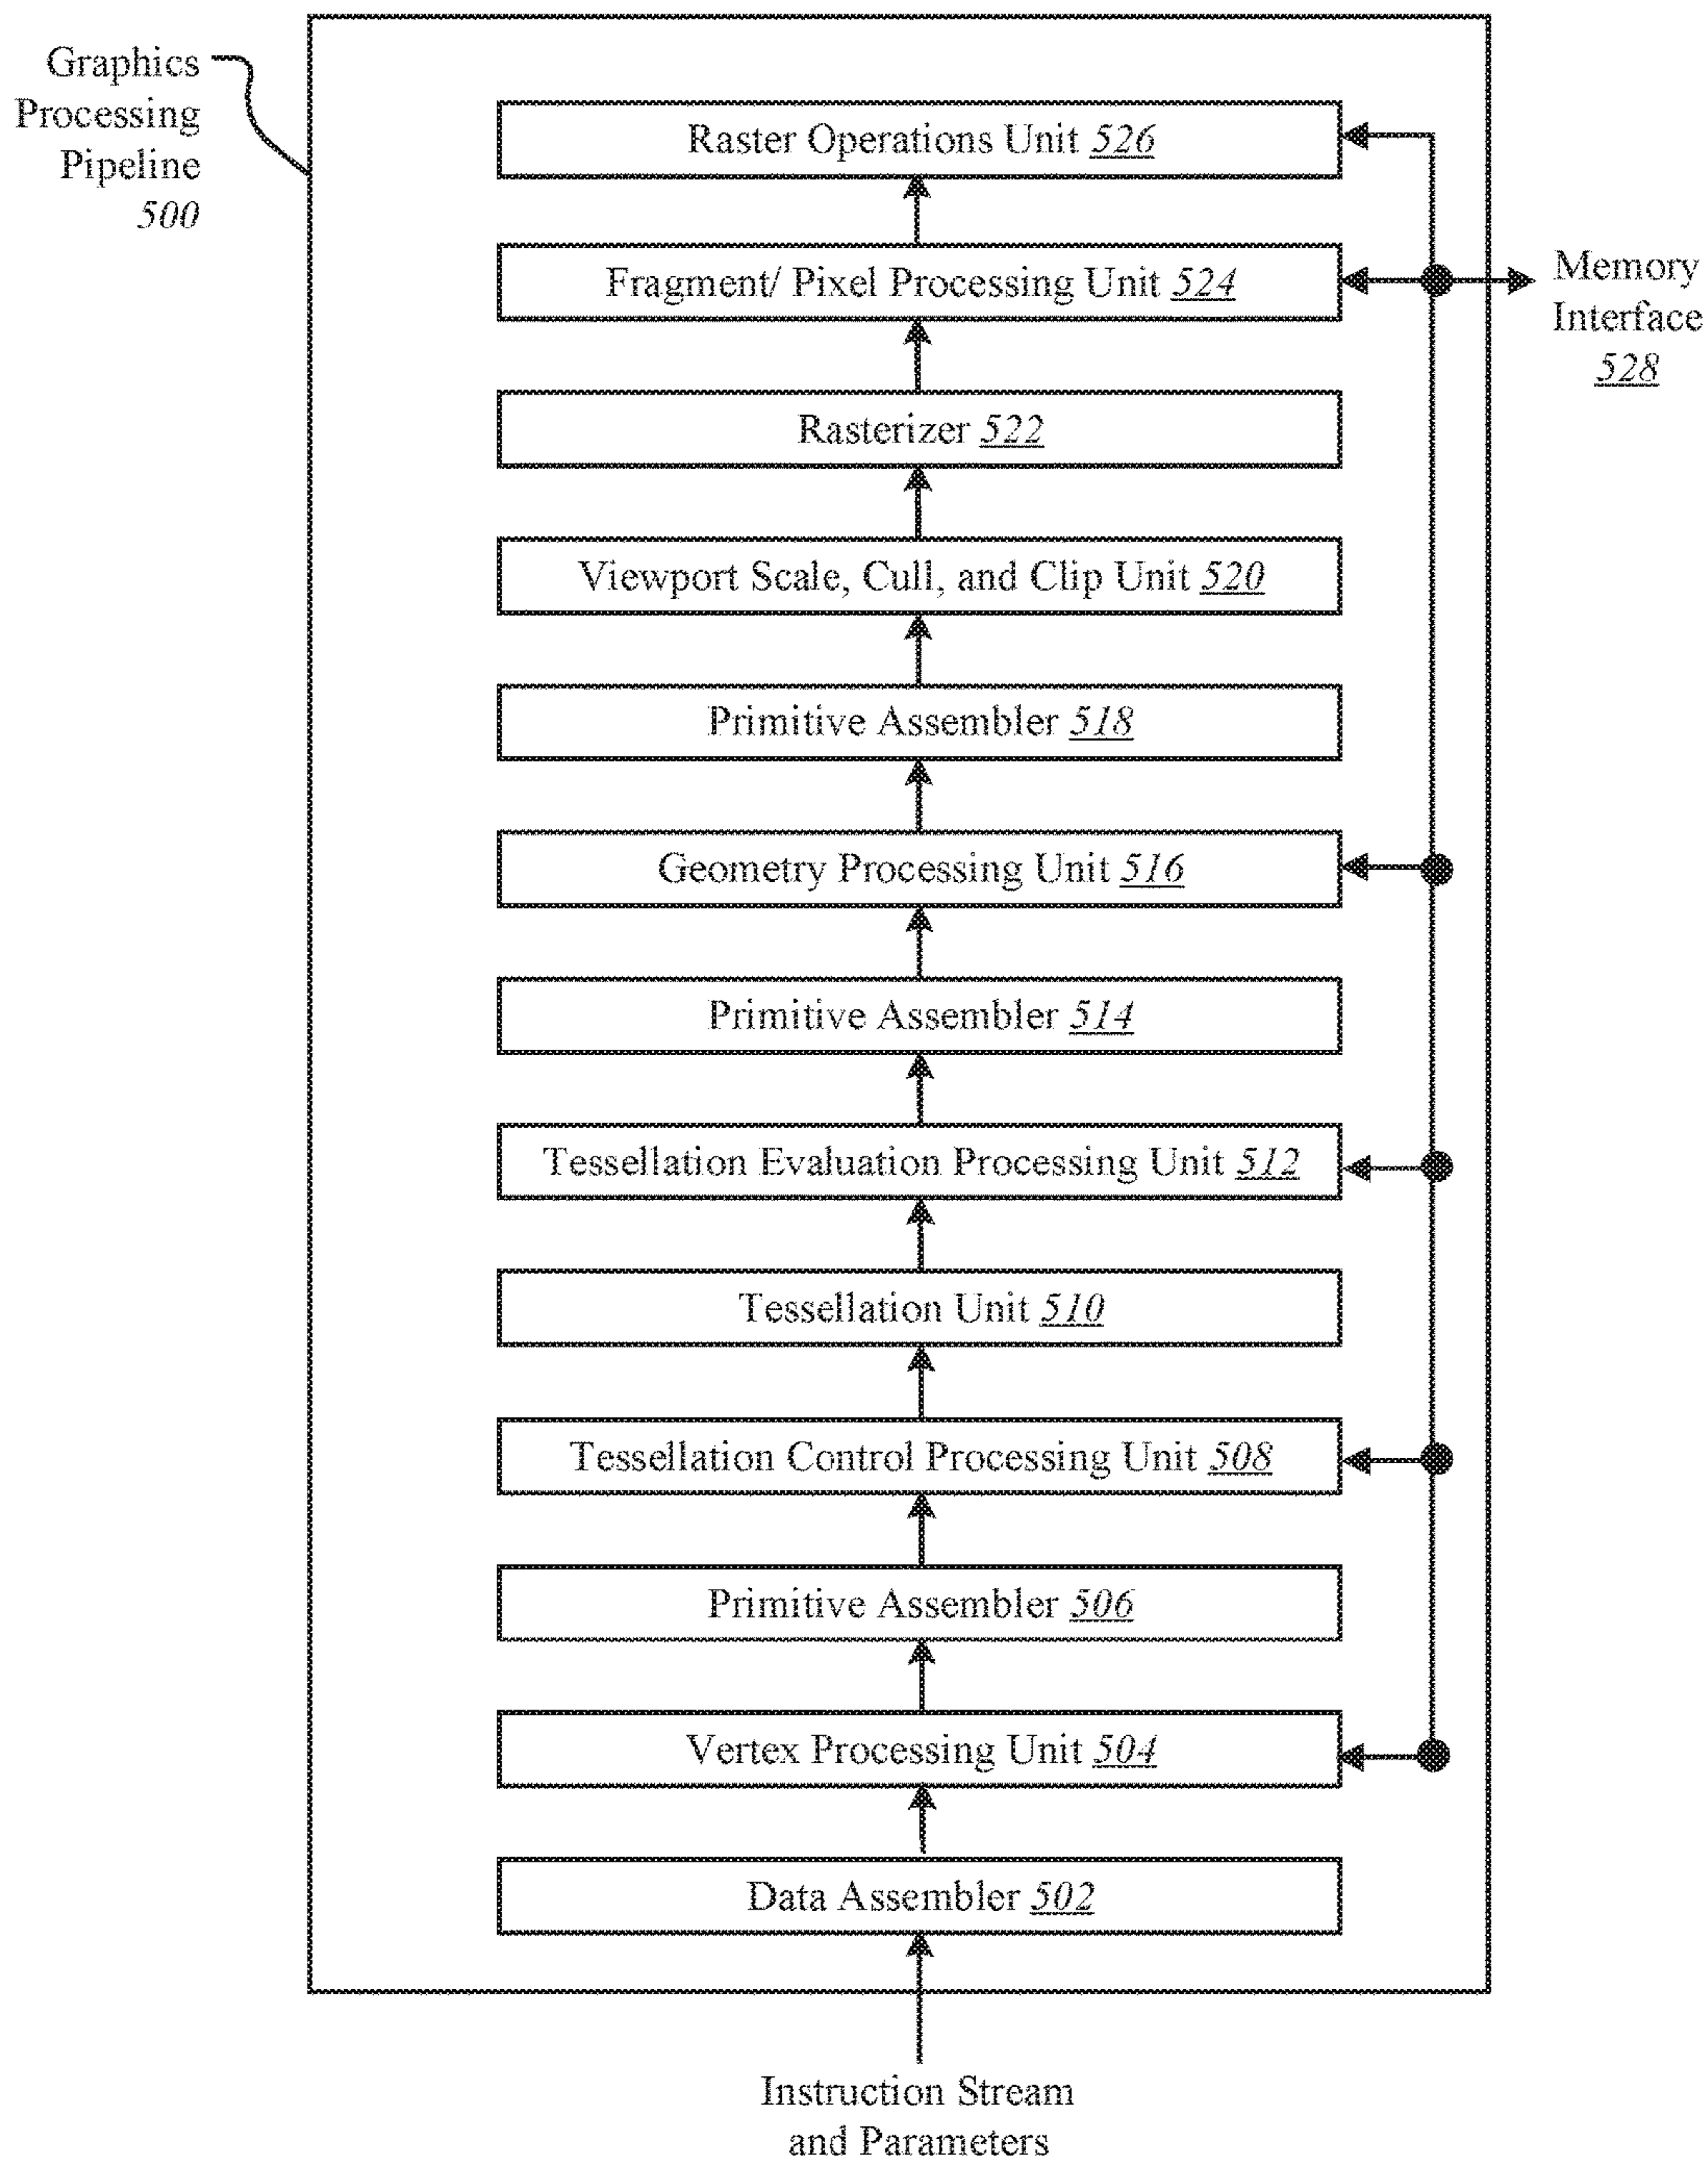 Graphics
Processing
Pipeline
500
Raster Operations Unit 526
Fragment/ Pixel Processing Unit 524
Memory
Interface
528
Rasterizer 522
Viewport Scale, Cull, and Clip Unit 520
Primitive Assembler 518
Geometry Processing Unit 516
Primitive Assembler 514
Tessellation Evaluation Processing Unit 512
Tessellation Unit 510
Tessellation Control Processing Unit 508
Primitive Assembler 506
Vertex Processing Unit 504
Data Assembler 502
Instruction Stream
and Parameters